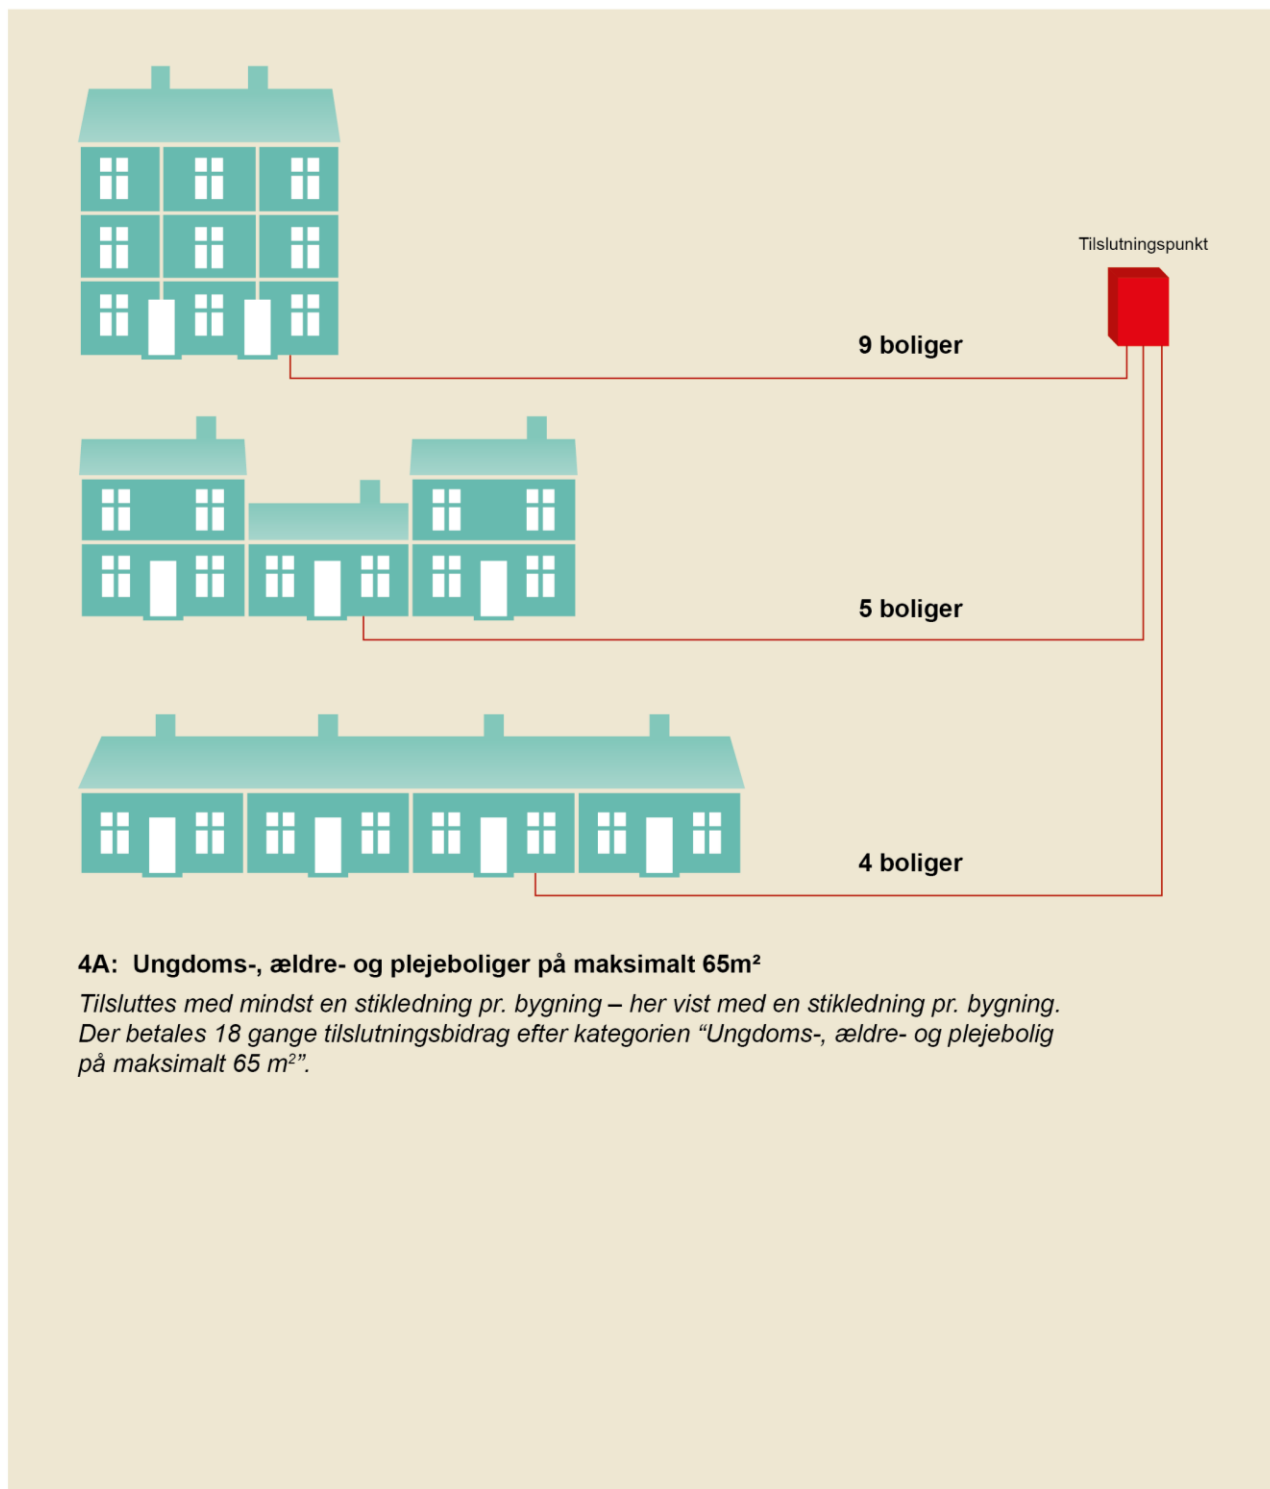 Tilslutningspunkt
9 boliger
5 boliger
4 boliger
4A: Ungdoms-, ældre- og plejeboliger på maksimalt 65m²
Tilsluttes med mindst en stikledning pr. bygning – her vist med en stikledning pr. bygning.
Der betales 18 gange tilslutningsbidrag efter kategorien “Ungdoms-, ældre- og plejebolig
på maksimalt 65 m²”.